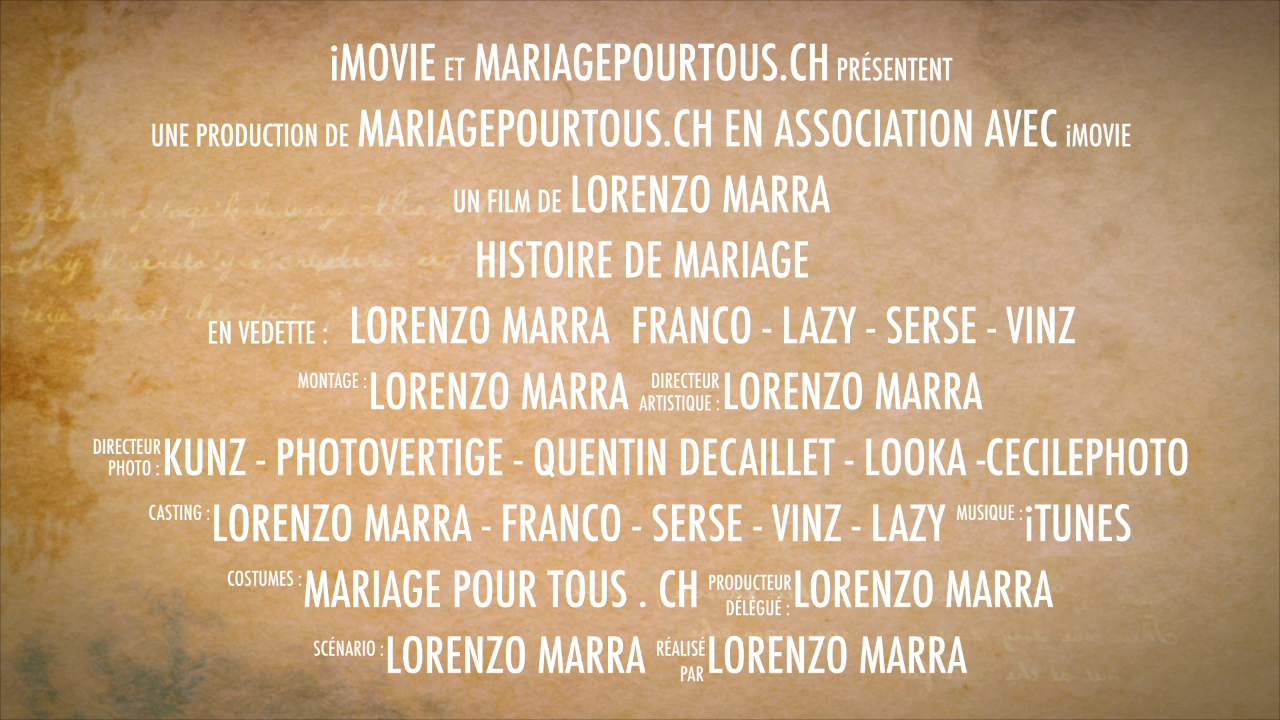 iMOVIE ET MARIAGEPOURTOUS.CH PRÉSENTENT
UNE PRODUCTION DE MARIAGEPOURTOUS.CH EN ASSOCIATION AVEC iMOVIE
UN FILM DE LORENZO MARRA
HISTOIRE DE MARIAGE
EN VEDETTE : LORENZO MARRA FRANCO - LAZY - SERSE - VINZ
MONTAGE : LORENZO MARRA DIRECTEUR ARTISTIQUE : LORENZO MARRA
DIRECTEUR PHOTO : KUNZ - PHOTOVERTIGE - QUENTIN DECAILLET - LOOKA -CECILEPHOTO
CASTING : LORENZO MARRA - FRANCO - SERSE - VINZ - LAZY MUSIQUE : iTUNES
COSTUMES : MARIAGE POUR TOUS . CH PRODUCTEUR DÉLÉGUÉ : LORENZO MARRA
SCÉNARIO : LORENZO MARRA RÉALISÉ PAR LORENZO MARRA